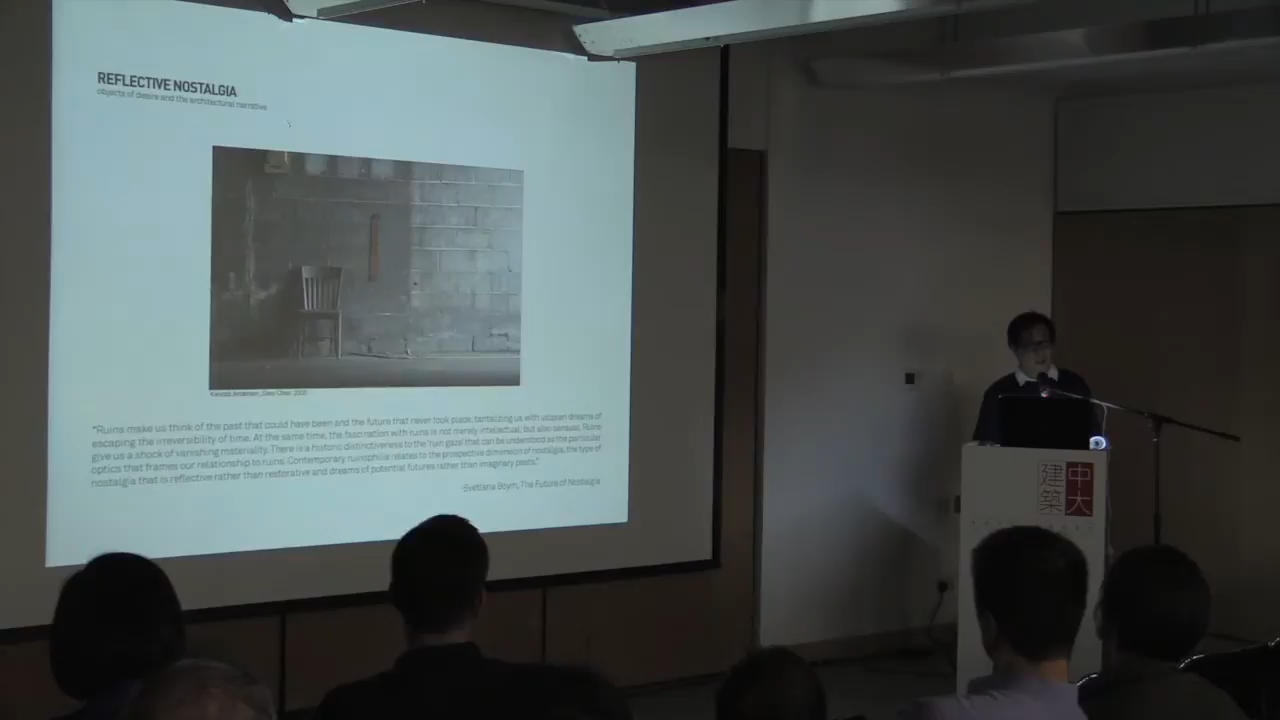 REFLECTIVE NOSTALGIA
objects of desire and the architectural narrative
"Ruins make us think of the past that could have been and the future that never took place, tantalizing us with utopian dreams of
escaping the irreversibility of time. At the same time, the fascination with ruins is not merely intellectual, but also sensual. Ruins
give us a shock of vanishing materiality. There is a historic distinctiveness to the 'ruin gaze' that can be understood as the particular
optics that frames our relationship to ruins. Contemporary ruinophilia relates to the prospective dimension of nostalgia, the type of
nostalgia that is reflective rather than restorative and dreams of potential futures rather than imaginary pasts."
-Svetlana Boym, The Future of Nostalgia
中大
建築